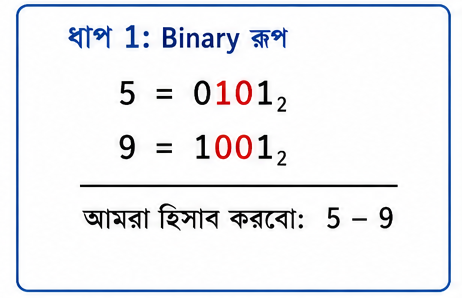 ধাপ 1: Binary রূপ
5 = 0101₂
9 = 1001₂
আমরা হিসাব করবো: 5 – 9